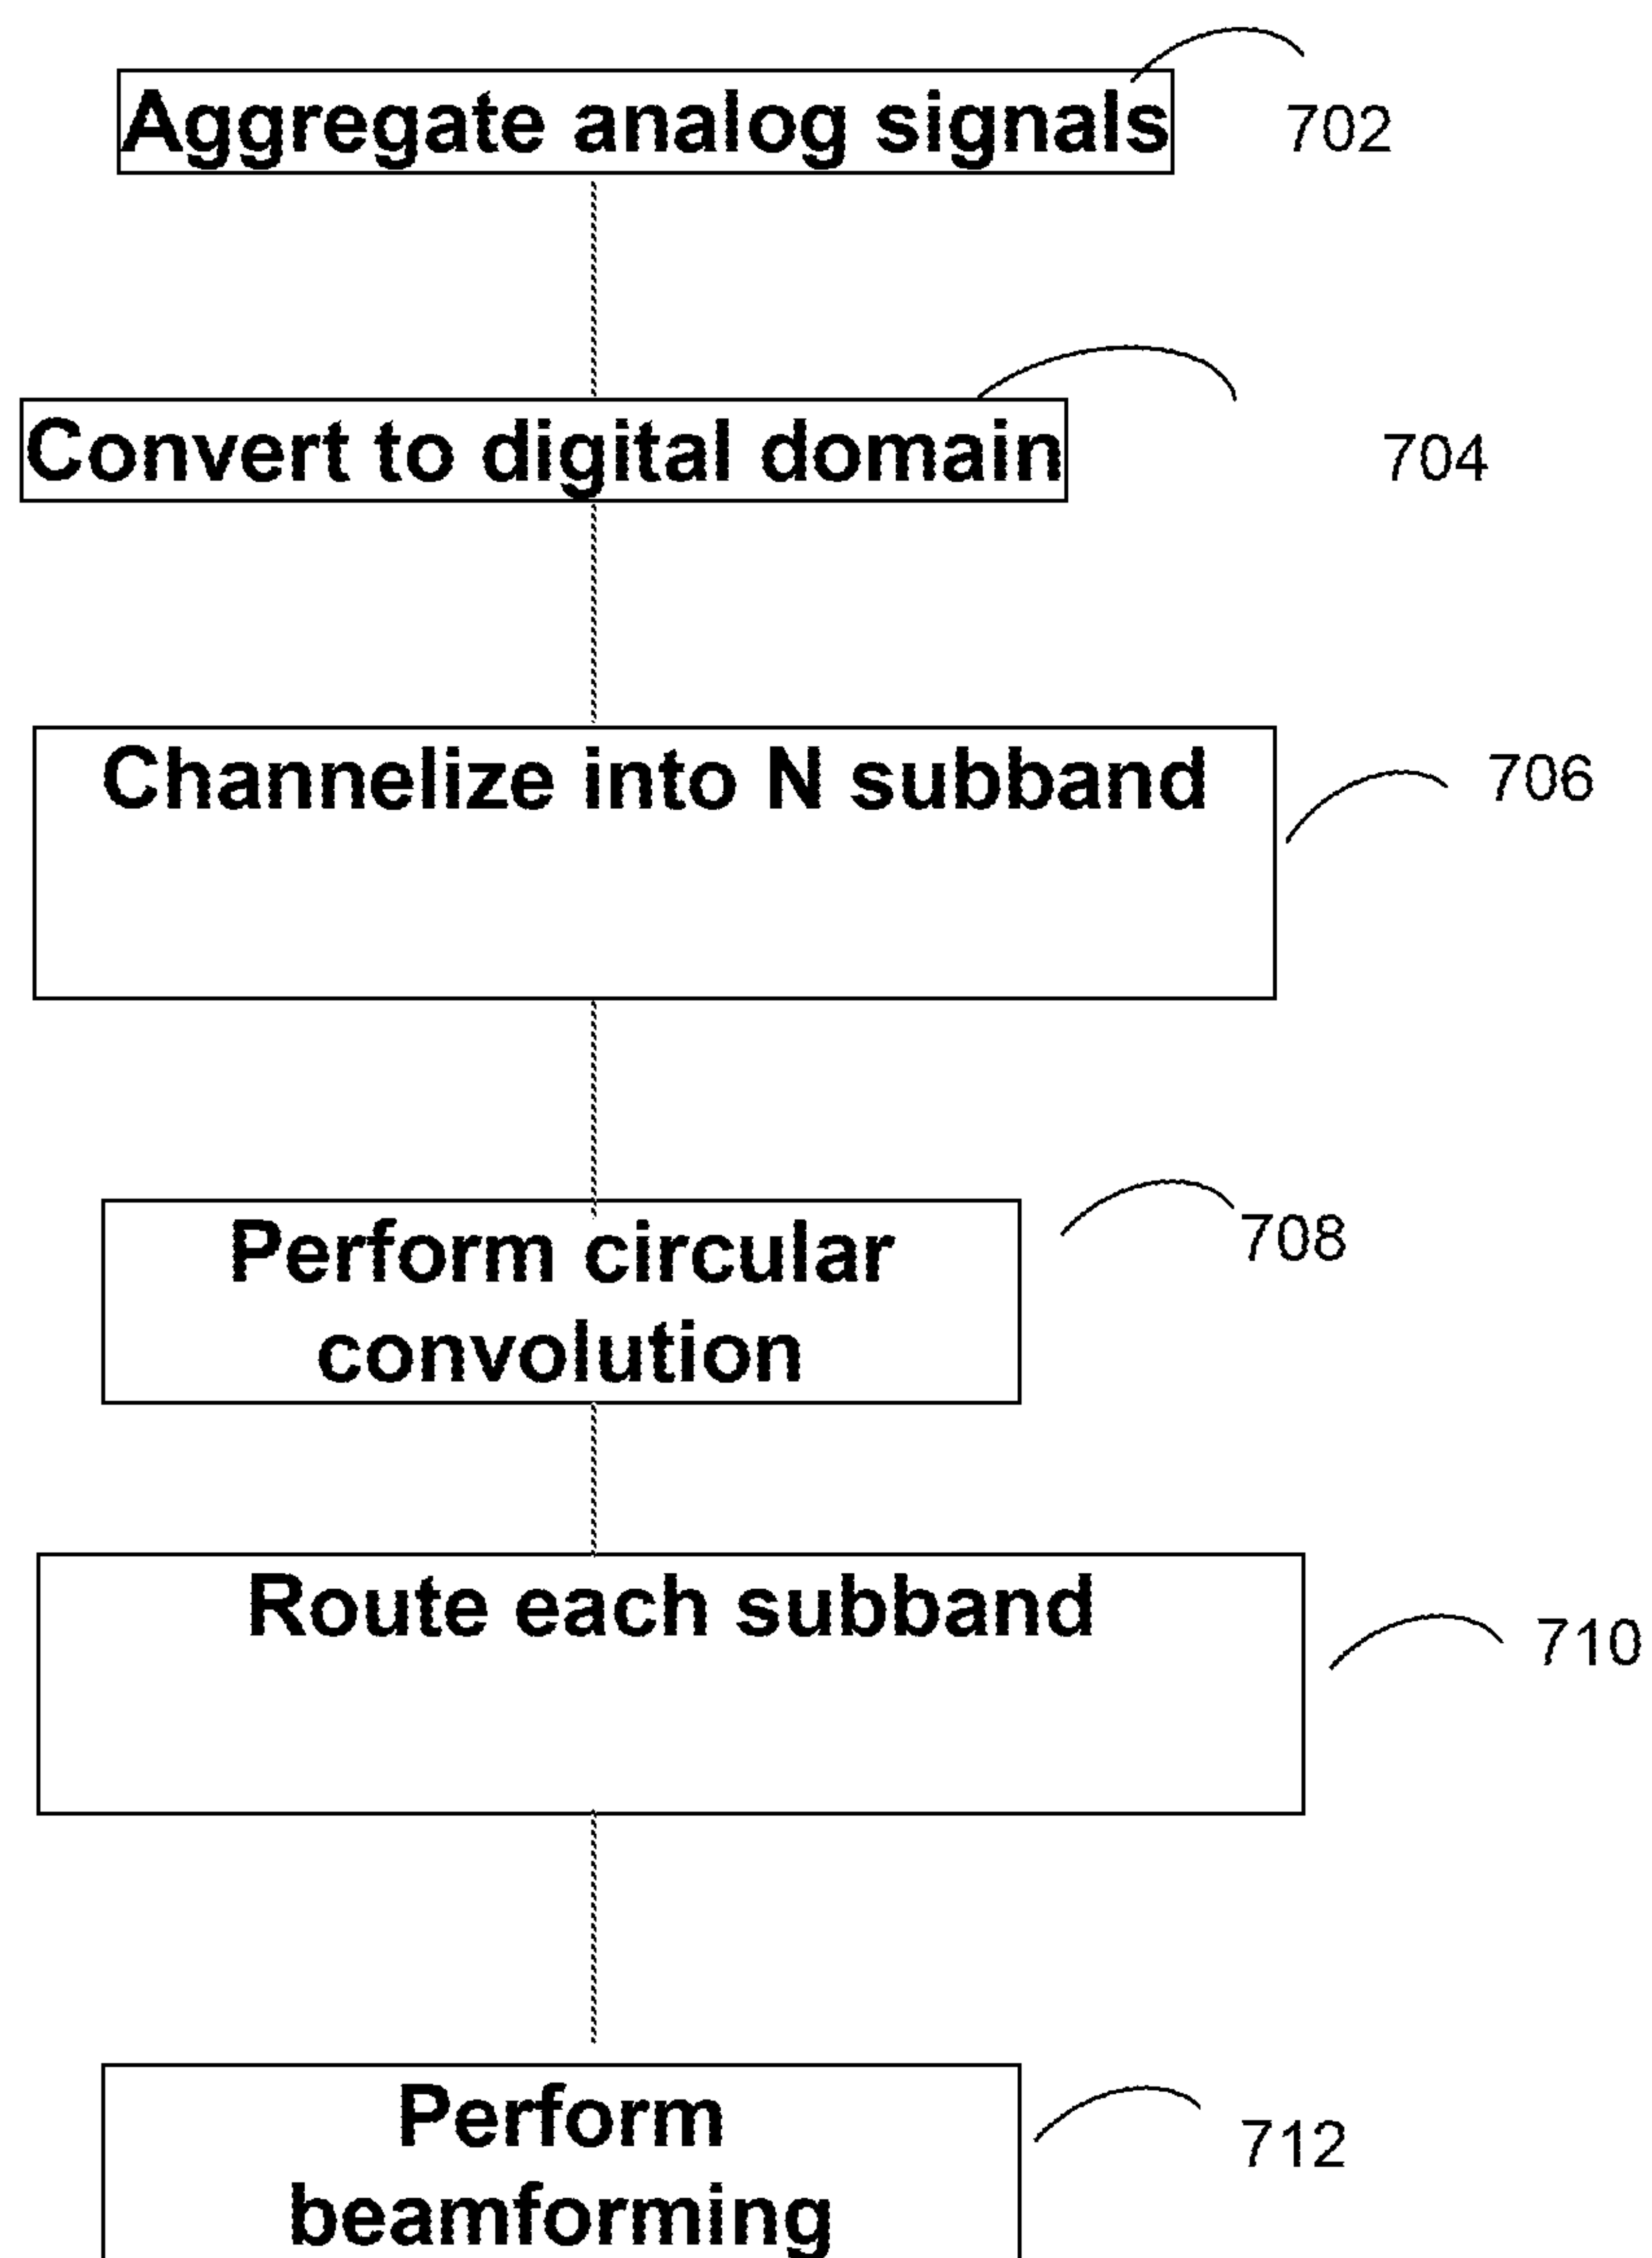 Aggregate analog signals
702
Convert to digital domain
704
Channelize into N subband
706
Perform circular
convolution
708
Route each subband
710
Perform
beamforming
712